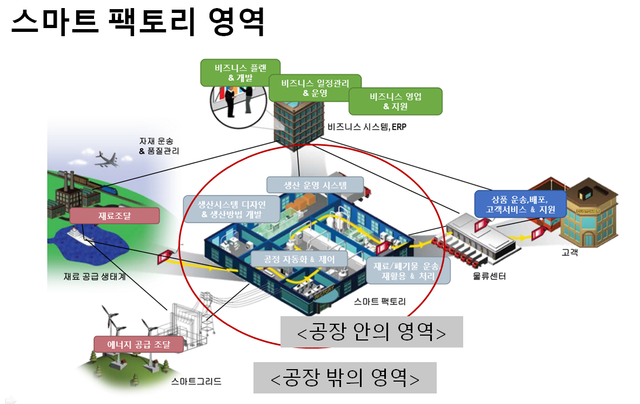 스마트 팩토리 영역
비즈니스 플랜
& 개발
비즈니스 일정관리
& 운영
비즈니스 영업
& 지원
비즈니스 시스템, ERP
자재 운송
& 품질관리
생산 운영 시스템
생산시스템 디자인
& 생산방법 개발
상품 운송,배포,
고객서비스 & 지원
재료조달
고객
공정 자동화 & 제어
재료/폐기물 운송
재활용 & 처리
재료 공급 생태계
물류센터
스마트 팩토리
<공장 안의 영역>
에너지 공급 조달
스마트그리드
<공장 밖의 영역>